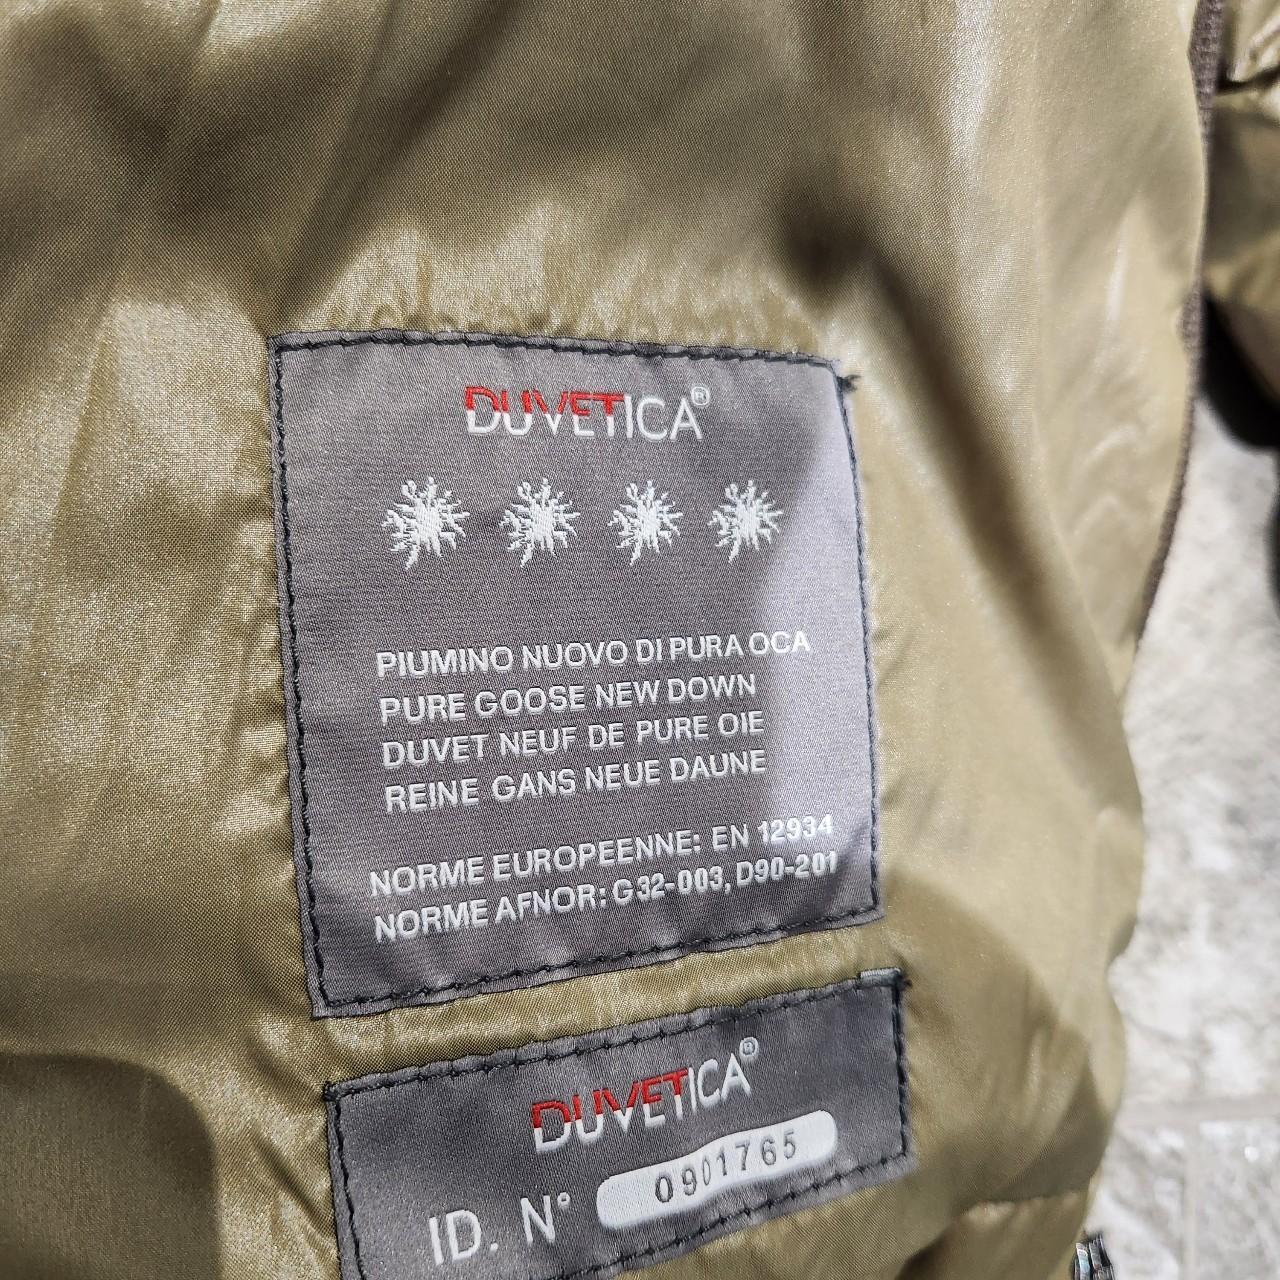 DUVETICA®
PIUMINO NUOVO DI PURA OCA
PURE GOOSE NEW DOWN
DUVET NEUF DE PURE OIE
REINE GANS NEUE DAUNE
NORME EUROPEENNE: EN 12934
NORME AFNOR: G32-003, D90-201
DUVETICA®
ID. N° 0901765